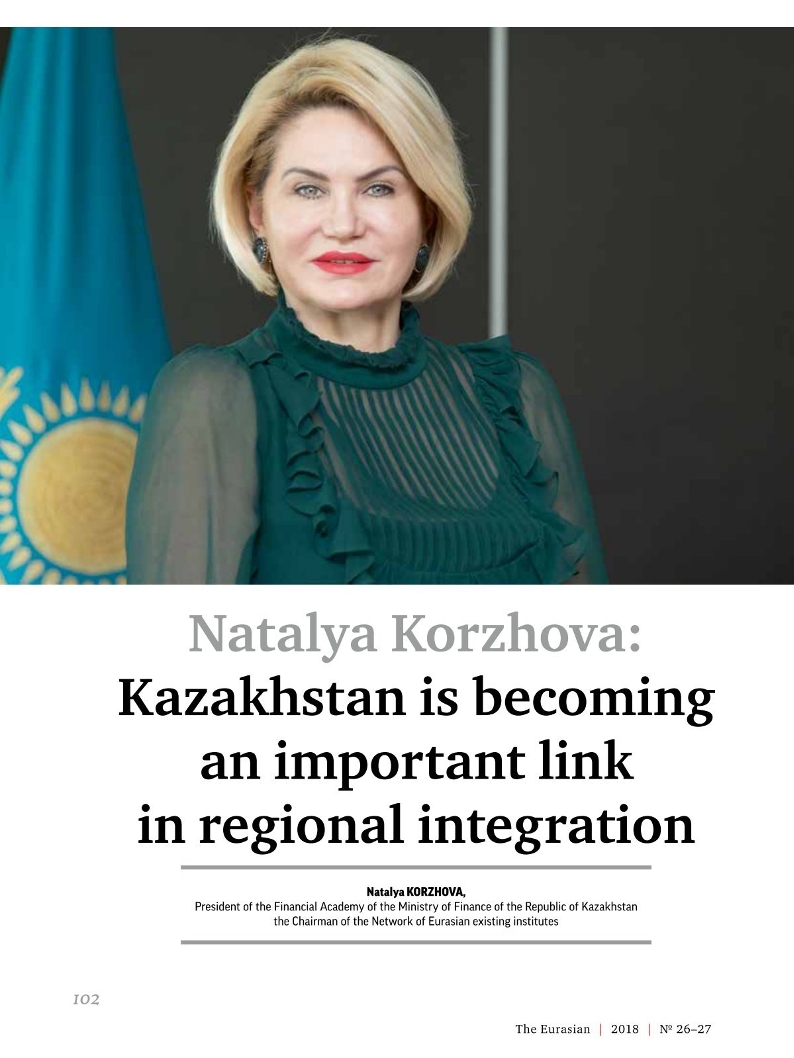 Natalya Korzhova:
Kazakhstan is becoming
an important link
in regional integration
Natalya KORZHOVA,
President of the Financial Academy of the Ministry of Finance of the Republic of Kazakhstan
the Chairman of the Network of Eurasian existing institutes
102
The Eurasian | 2018 | № 26–27